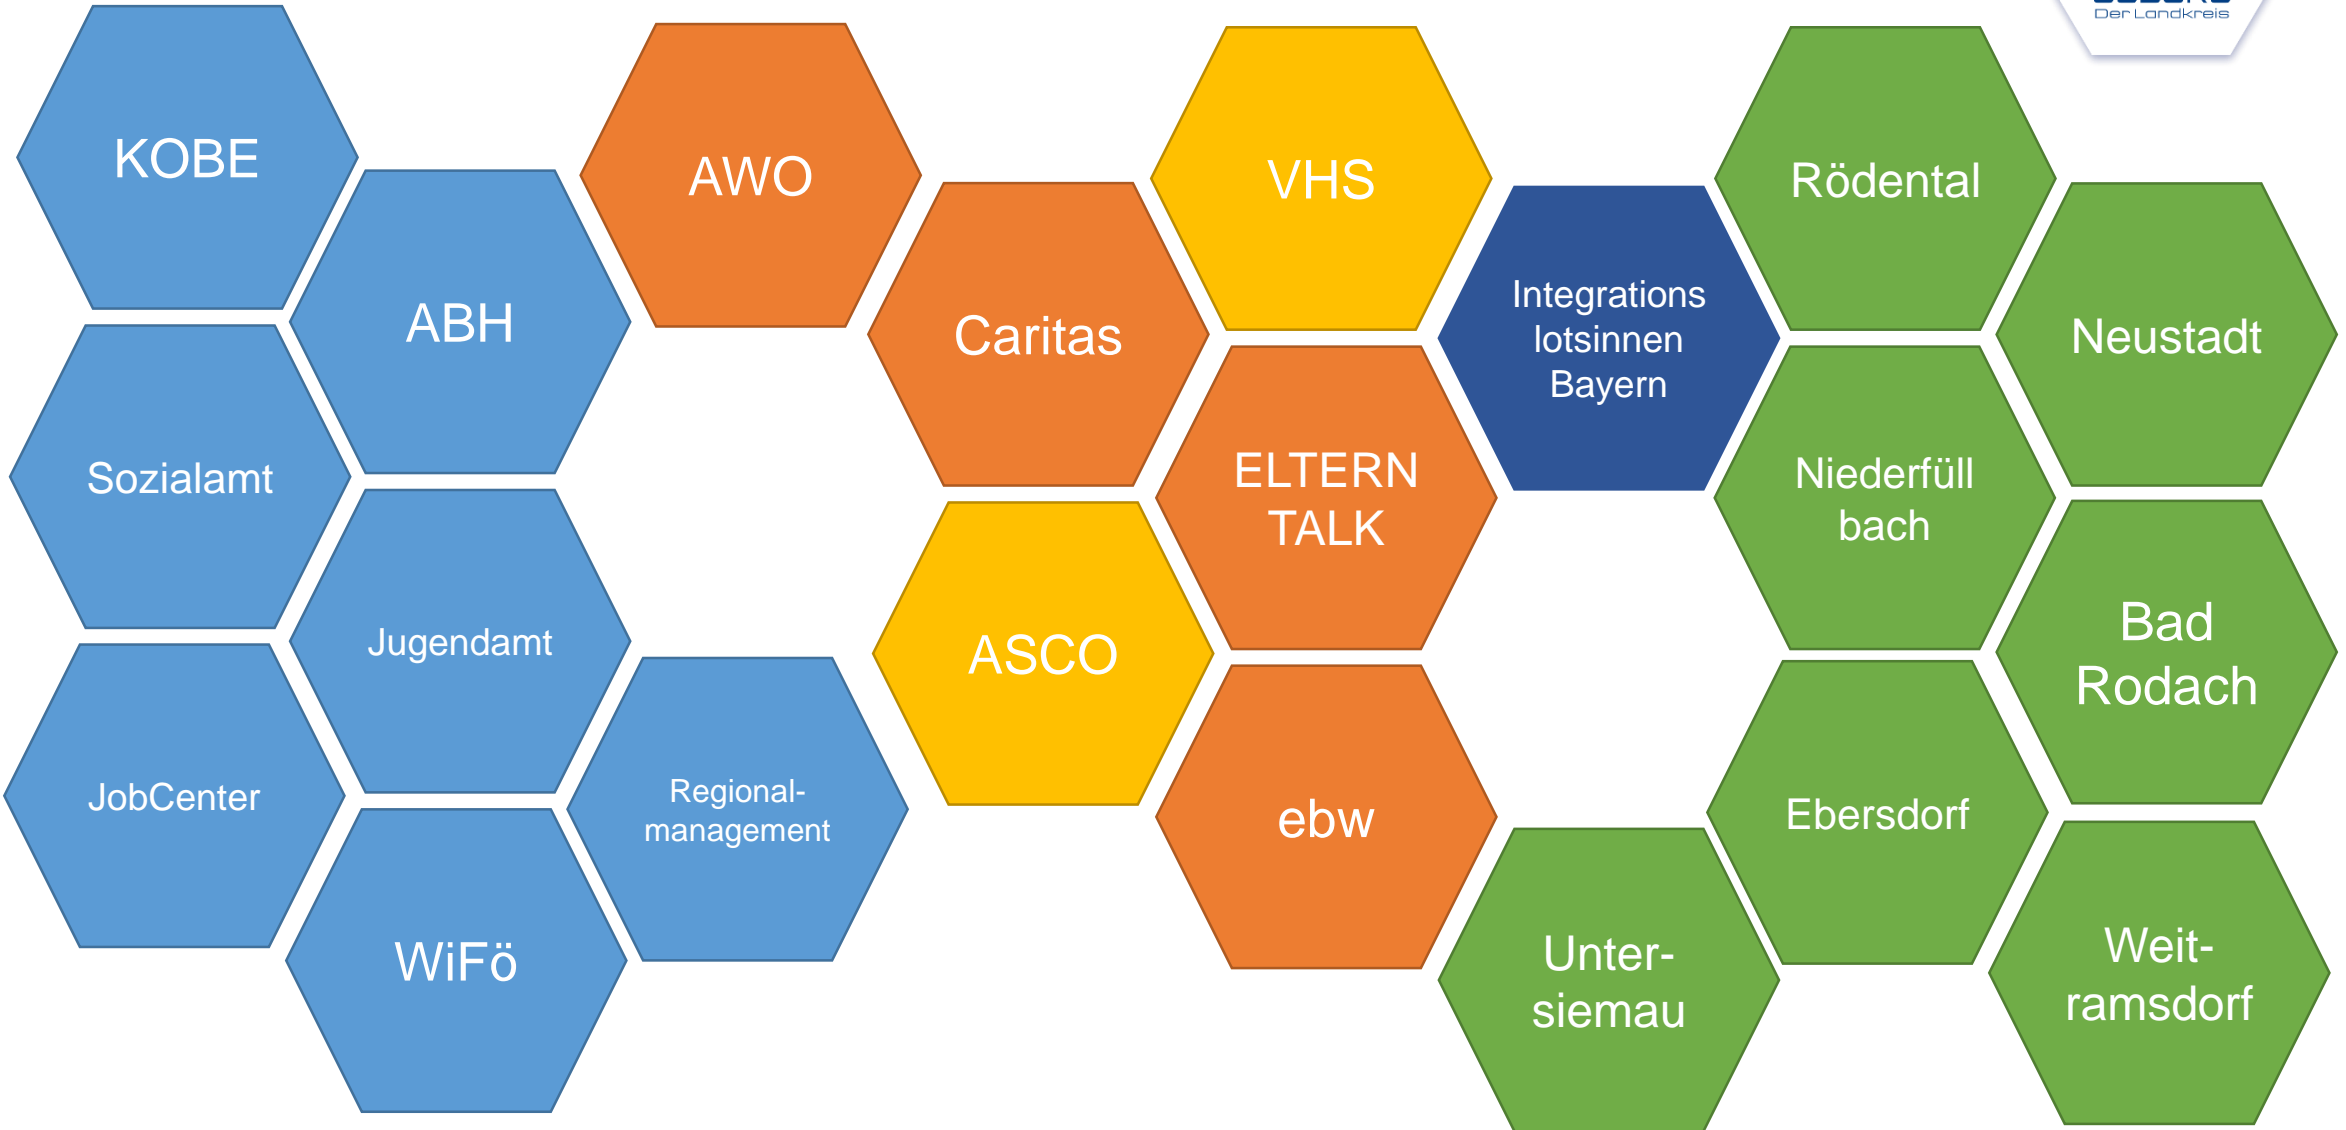 Der Landkreis
KOBE
AWO
VHS
Rödental
ABH
Caritas
Integrations
lotsinnen
Bayern
Neustadt
Sozialamt
ELTERN
TALK
Niederfüll
bach
Jugendamt
ASCO
Bad
Rodach
JobCenter
Regional-
management
ebw
Ebersdorf
WiFö
Unter-
siemau
Weit-
ramsdorf